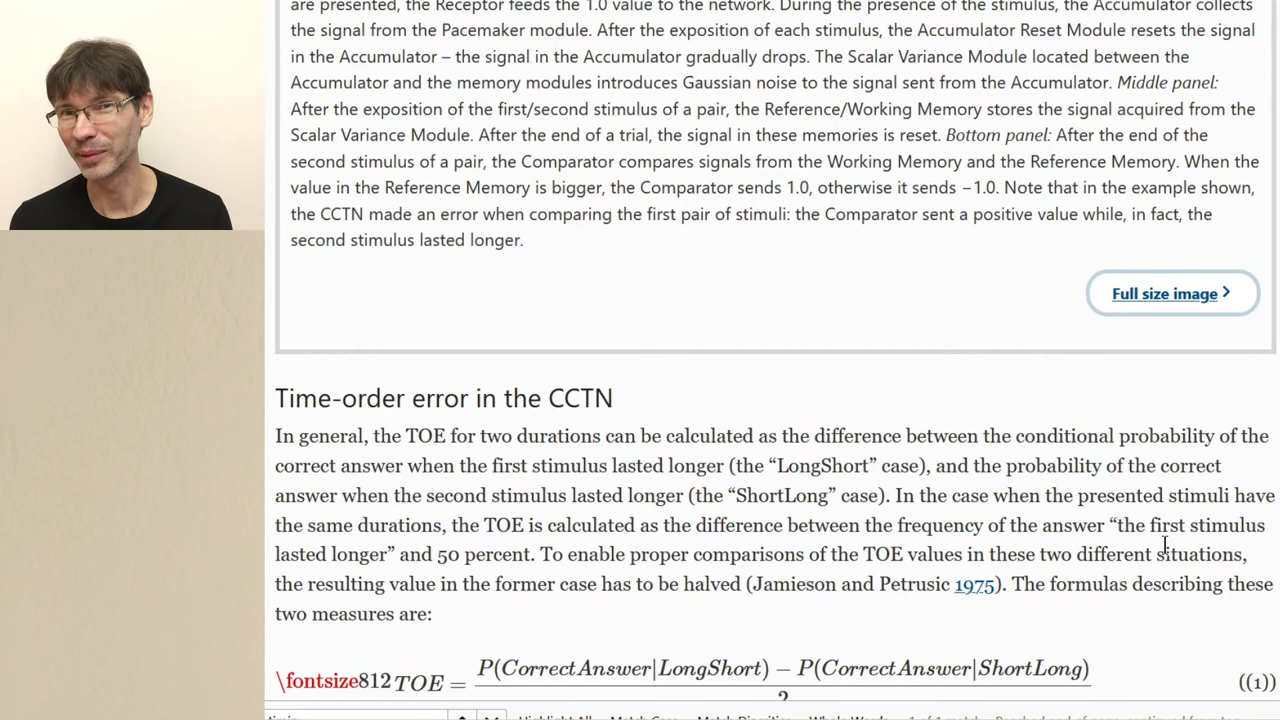 are presented, the Receptor feeds the 1.0 value to the network. During the presence of the stimulus, the Accumulator collects
the signal from the Pacemaker module. After the exposition of each stimulus, the Accumulator Reset Module resets the signal
in the Accumulator – the signal in the Accumulator gradually drops. The Scalar Variance Module located between the
Accumulator and the memory modules introduces Gaussian noise to the signal sent from the Accumulator. Middle panel:
After the exposition of the first/second stimulus of a pair, the Reference/Working Memory stores the signal acquired from the
Scalar Variance Module. After the end of a trial, the signal in the memories is reset. Bottom panel: After the end of the
second stimulus of a pair, the Comparator compares signals from the Working Memory and the Reference Memory. When the
value in the Reference Memory is bigger, the Comparator sends 1.0, otherwise it sends −1.0. Note that in the example shown,
the CCTN made an error when comparing the first pair of stimuli: the Comparator sent a positive value while, in fact, the
second stimulus lasted longer.
Full size image
Time-order error in the CCTN
In general, the TOE for two durations can be calculated as the difference between the conditional probability of the
correct answer when the first stimulus lasted longer (the “LongShort” case), and the probability of the correct
answer when the second stimulus lasted longer (the “ShortLong” case). In the case when the presented stimuli have
the same durations, the TOE is calculated as the difference between the frequency of the answer “the first stimulus
lasted longer” and 50 percent. To enable proper comparisons of the TOE values in these two different situations,
the resulting value in the former case has to be halved (Jamieson and Petrusic 1975). The formulas describing these
two measures are:
P(CorrectAnswer|LongShort) − P(CorrectAnswer|ShortLong)
\fontsize812 TOE = ((1))
2